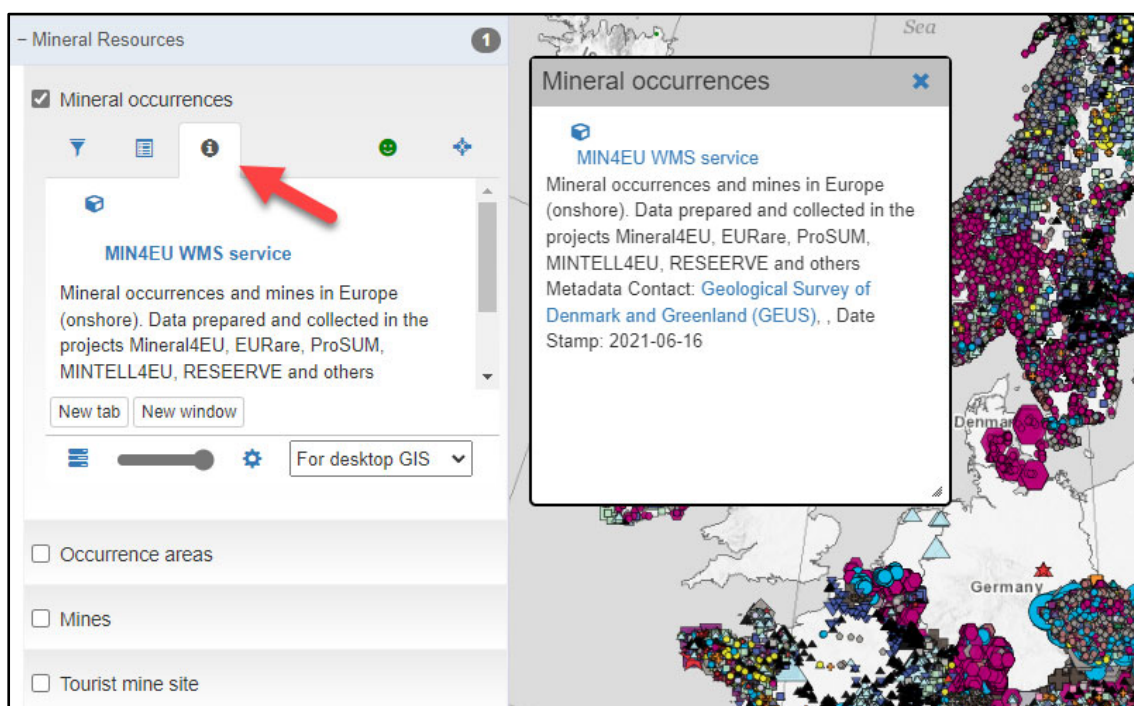 − Mineral Resources
1
Mineral occurrences
MIN4EU WMS service
Mineral occurrences and mines in Europe
(onshore). Data prepared and collected in the
projects Mineral4EU, EURare, ProSUM,
MINTELL4EU, RESEERVE and others
New tab New window
For desktop GIS
Occurrence areas
Mines
Tourist mine site
Mineral occurrences
MIN4EU WMS service
Mineral occurrences and mines in Europe
(onshore). Data prepared and collected in the
projects Mineral4EU, EURare, ProSUM,
MINTELL4EU, RESEERVE and others
Metadata Contact: Geological Survey of
Denmark and Greenland (GEUS), , Date
Stamp: 2021-06-16
Sea
Denmar
Germany